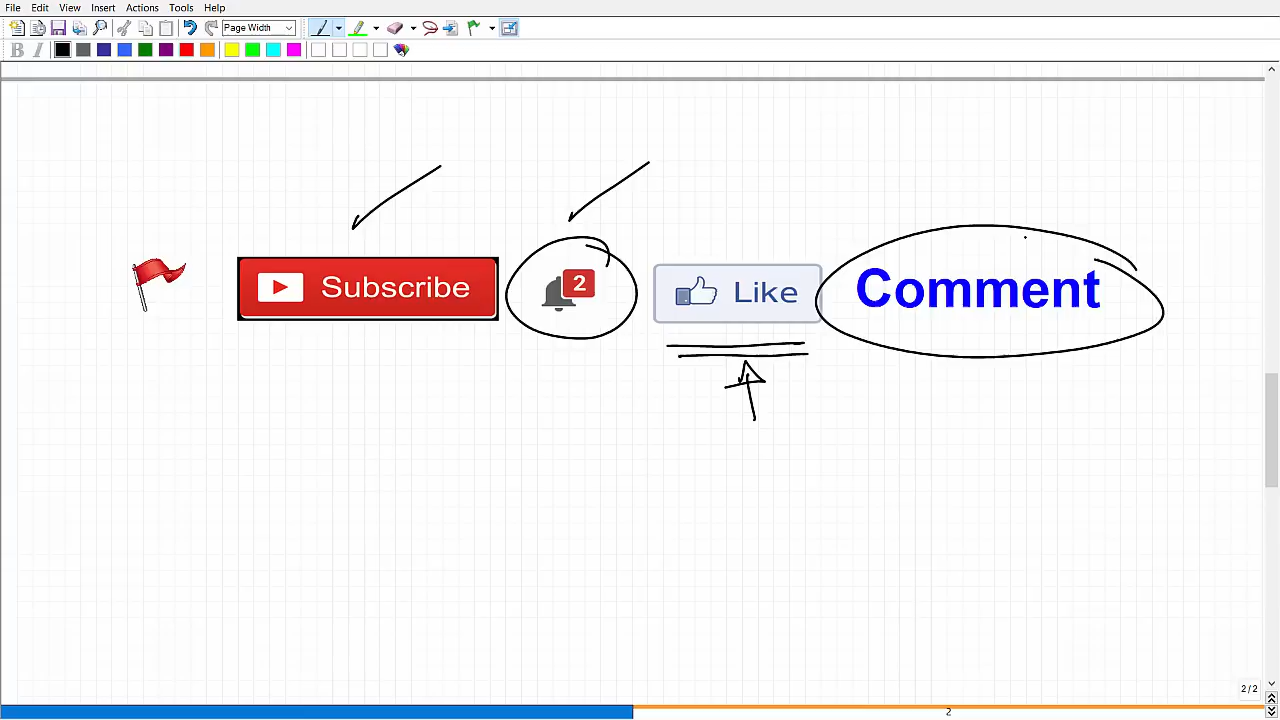 File Edit View Insert Actions Tools Help
Page Width
B I
Subscribe 2 Like Comment
2/2
2